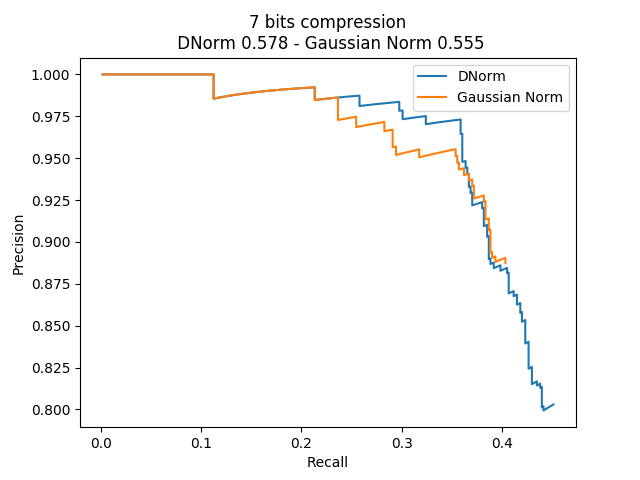 7 bits compression
DNorm 0.578 - Gaussian Norm 0.555
DNorm
Gaussian Norm
1.000
0.975
0.950
0.925
0.900
0.875
0.850
0.825
0.800
Precision
0.0 0.1 0.2 0.3 0.4
Recall